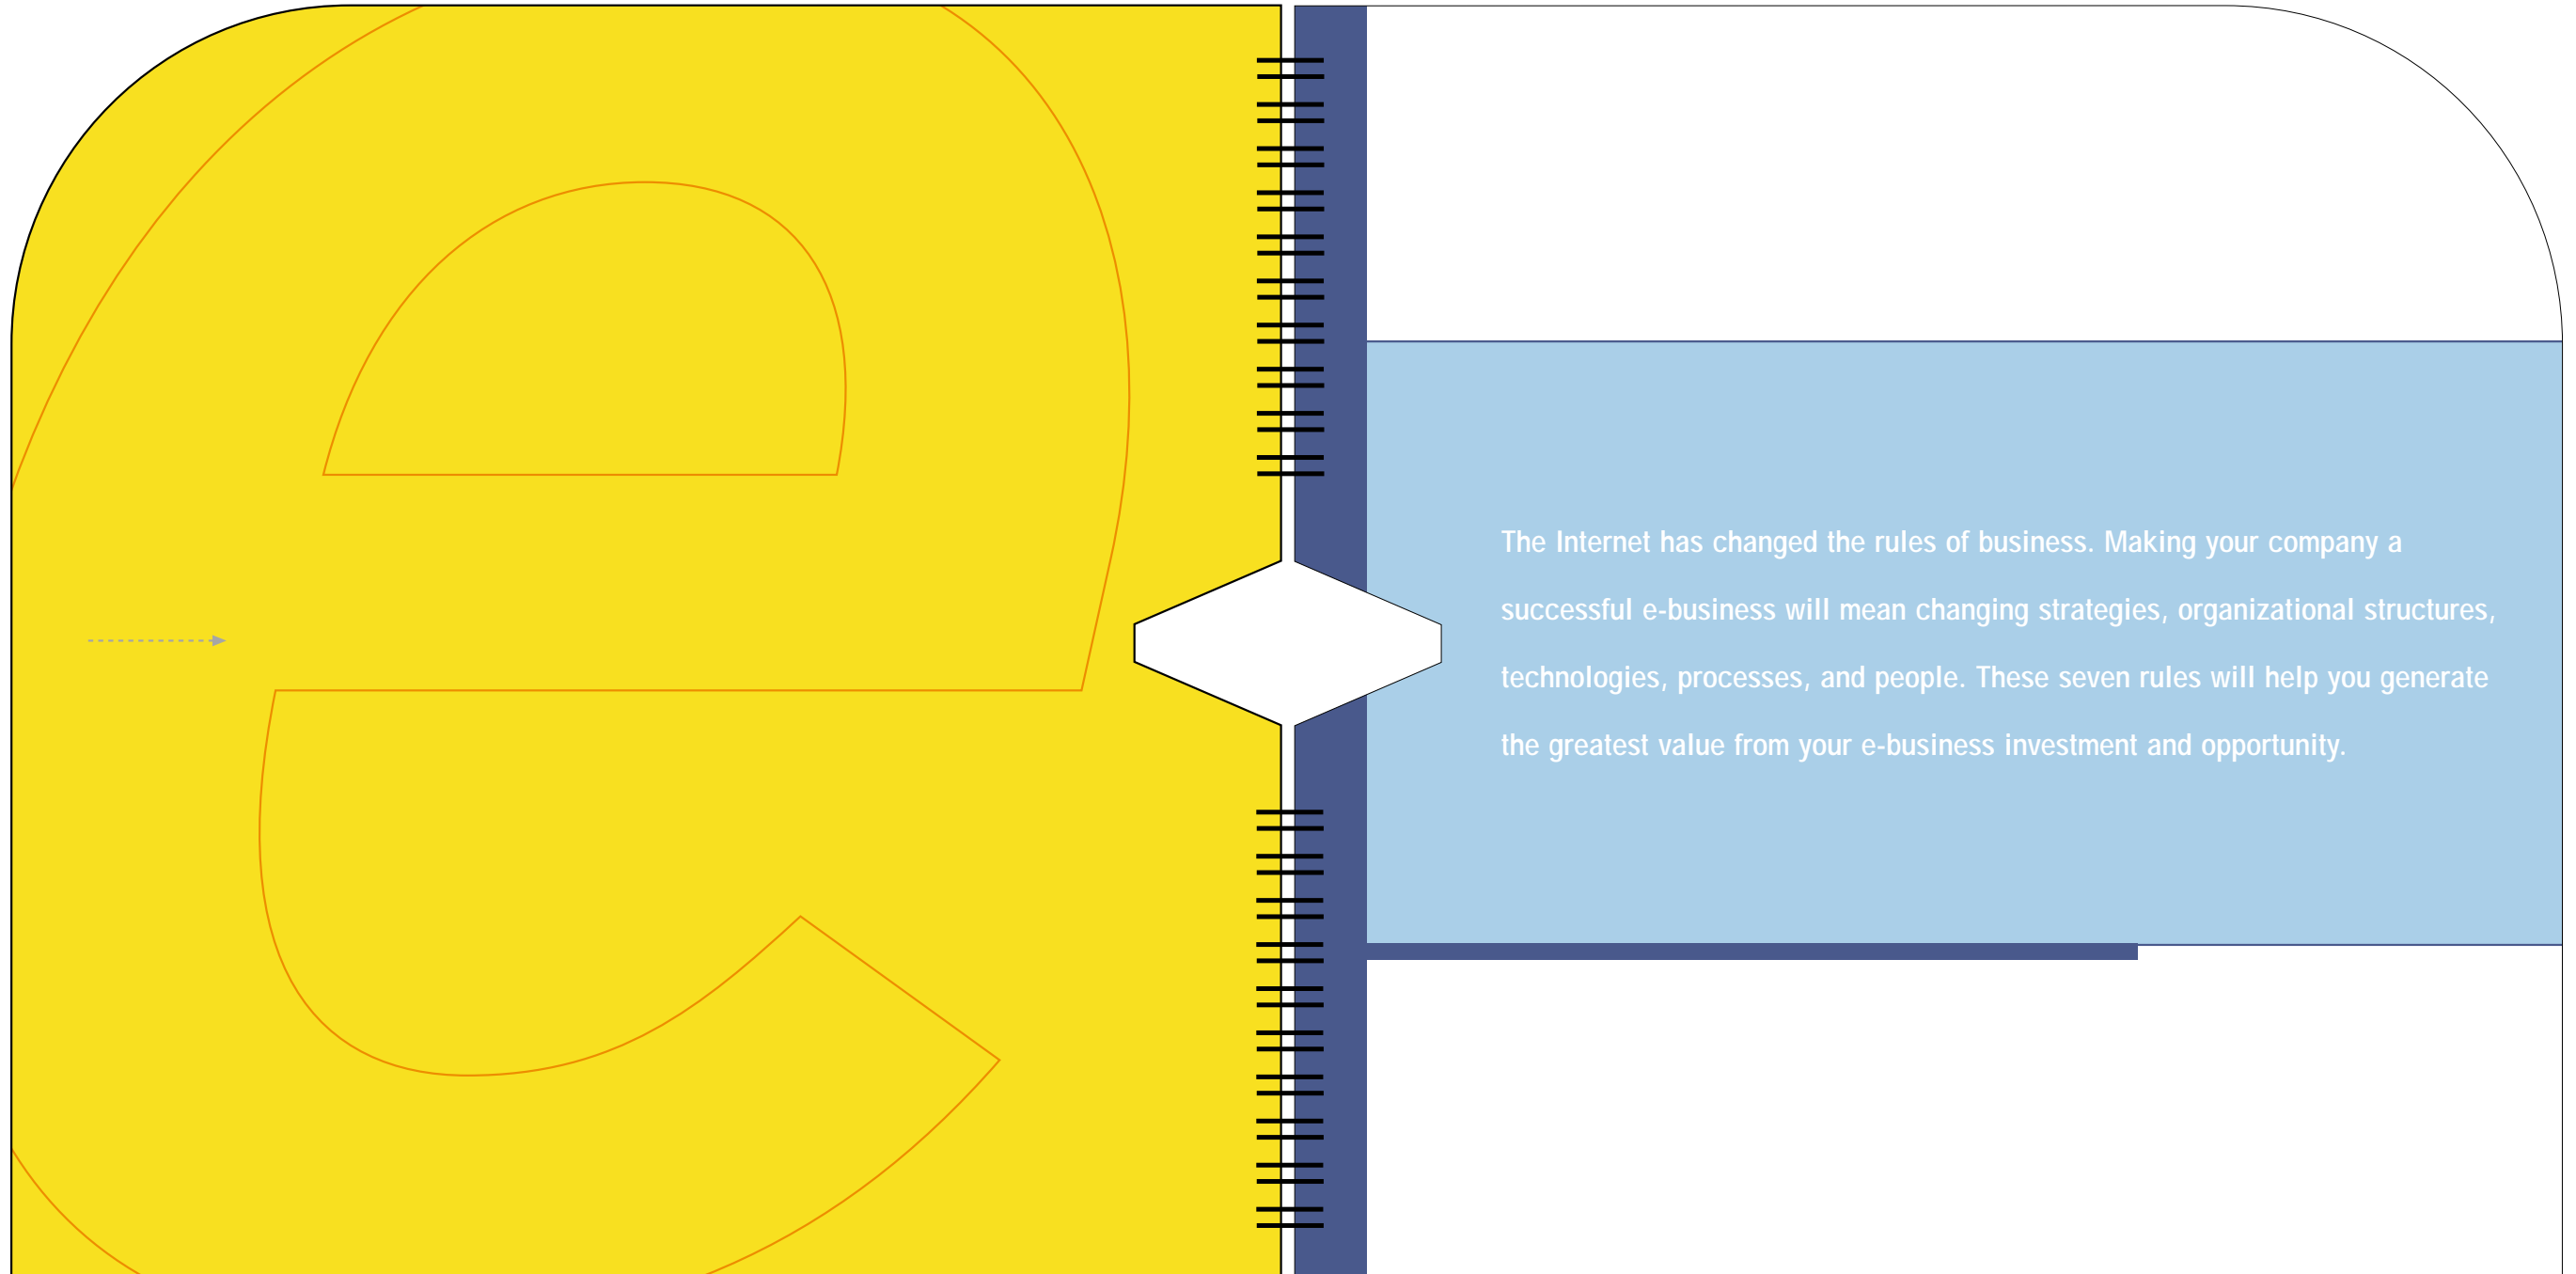 The Internet has changed the rules of business. Making your company a
successful e-business will mean changing strategies, organizational structures,
technologies, processes, and people. These seven rules will help you generate
the greatest value from your e-business investment and opportunity.
e